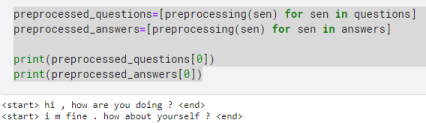 preprocessed_questions=[preprocessing(sen) for sen in questions]
preprocessed_answers=[preprocessing(sen) for sen in answers]
print(preprocessed_questions[0])
print(preprocessed_answers[0])
<start> hi , how are you doing ? <end>
<start> i m fine . how about yourself ? <end>